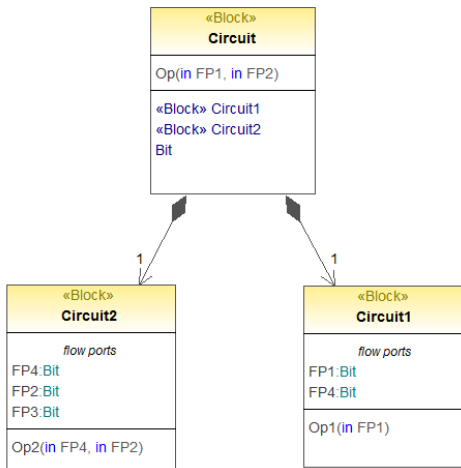 «Block»
Circuit
Op(in FP1, in FP2)
«Block» Circuit1
«Block» Circuit2
Bit
1
1
«Block»
Circuit2
flow ports
FP4:Bit
FP2:Bit
FP3:Bit
Op2(in FP4, in FP2)
«Block»
Circuit1
flow ports
FP1:Bit
FP4:Bit
Op1(in FP1)